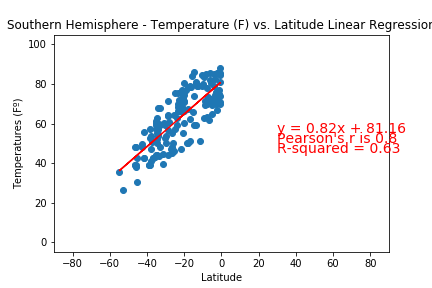 Southern Hemisphere - Temperature (F) vs. Latitude Linear Regression
100
80
60
40
20
0
Temperatures (Fº)
y = 0.82x + 81.16
Pearson's r is 0.8
R-squared = 0.63
−80 −60 −40 −20 0 20 40 60 80
Latitude